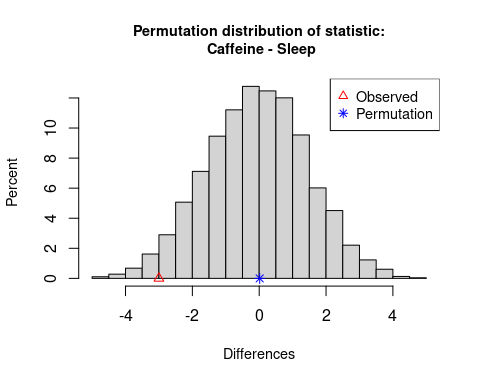 Permutation distribution of statistic:
Caffeine - Sleep
Observed
Permutation
Percent
10
8
6
4
2
0
-4 -2 0 2 4
Differences